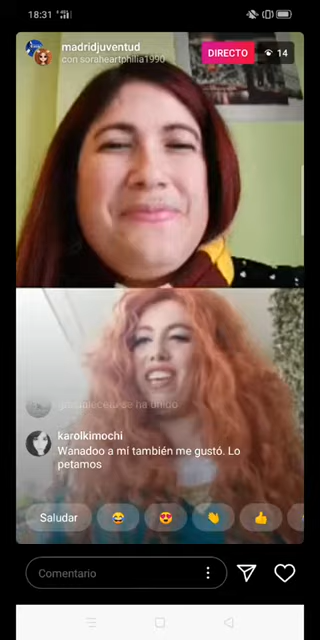 18:31
madridjuventud
con soraheartphilia1990
DIRECTO
14
se ha unido
karolkimochi
Wanadoo a mí también me gustó. Lo
petamos
Saludar
Comentario